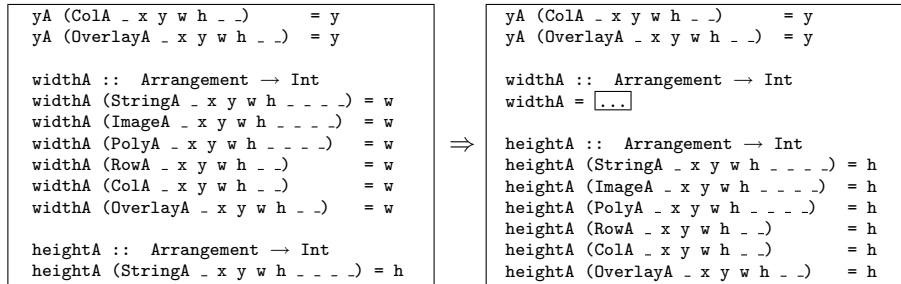 yA (ColA _ x y w h _ _) = y
yA (OverlayA _ x y w h _ _) = y
widthA :: Arrangement → Int
widthA (StringA _ x y w h _ _ _ _) = w
widthA (ImageA _ x y w h _ _ _ _) = w
widthA (PolyA _ x y w h _ _ _ _) = w
widthA (RowA _ x y w h _ _) = w
widthA (ColA _ x y w h _ _) = w
widthA (OverlayA _ x y w h _ _) = w
heightA :: Arrangement → Int
heightA (StringA _ x y w h _ _ _ _) = h
⇒
yA (ColA _ x y w h _ _) = y
yA (OverlayA _ x y w h _ _) = y
widthA :: Arrangement → Int
widthA = ...
heightA :: Arrangement → Int
heightA (StringA _ x y w h _ _ _ _) = h
heightA (ImageA _ x y w h _ _ _ _) = h
heightA (PolyA _ x y w h _ _ _ _) = h
heightA (RowA _ x y w h _ _) = h
heightA (ColA _ x y w h _ _) = h
heightA (OverlayA _ x y w h _ _) = h